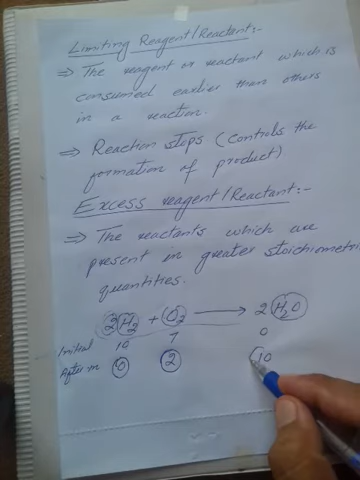 Limiting Reagent/Reactant:-
⇒ The reagent or reactant which is
consumed earlier than others
in a reaction.
⇒ Reaction stops (Controls the
formation of product)
Excess reagent/Reactant:-
⇒ The reactants which are
present in greater stoichiometric
quantities.
2H₂ + O₂ → 2H₂O
Initial 10 7 0
After rn 0 2 10